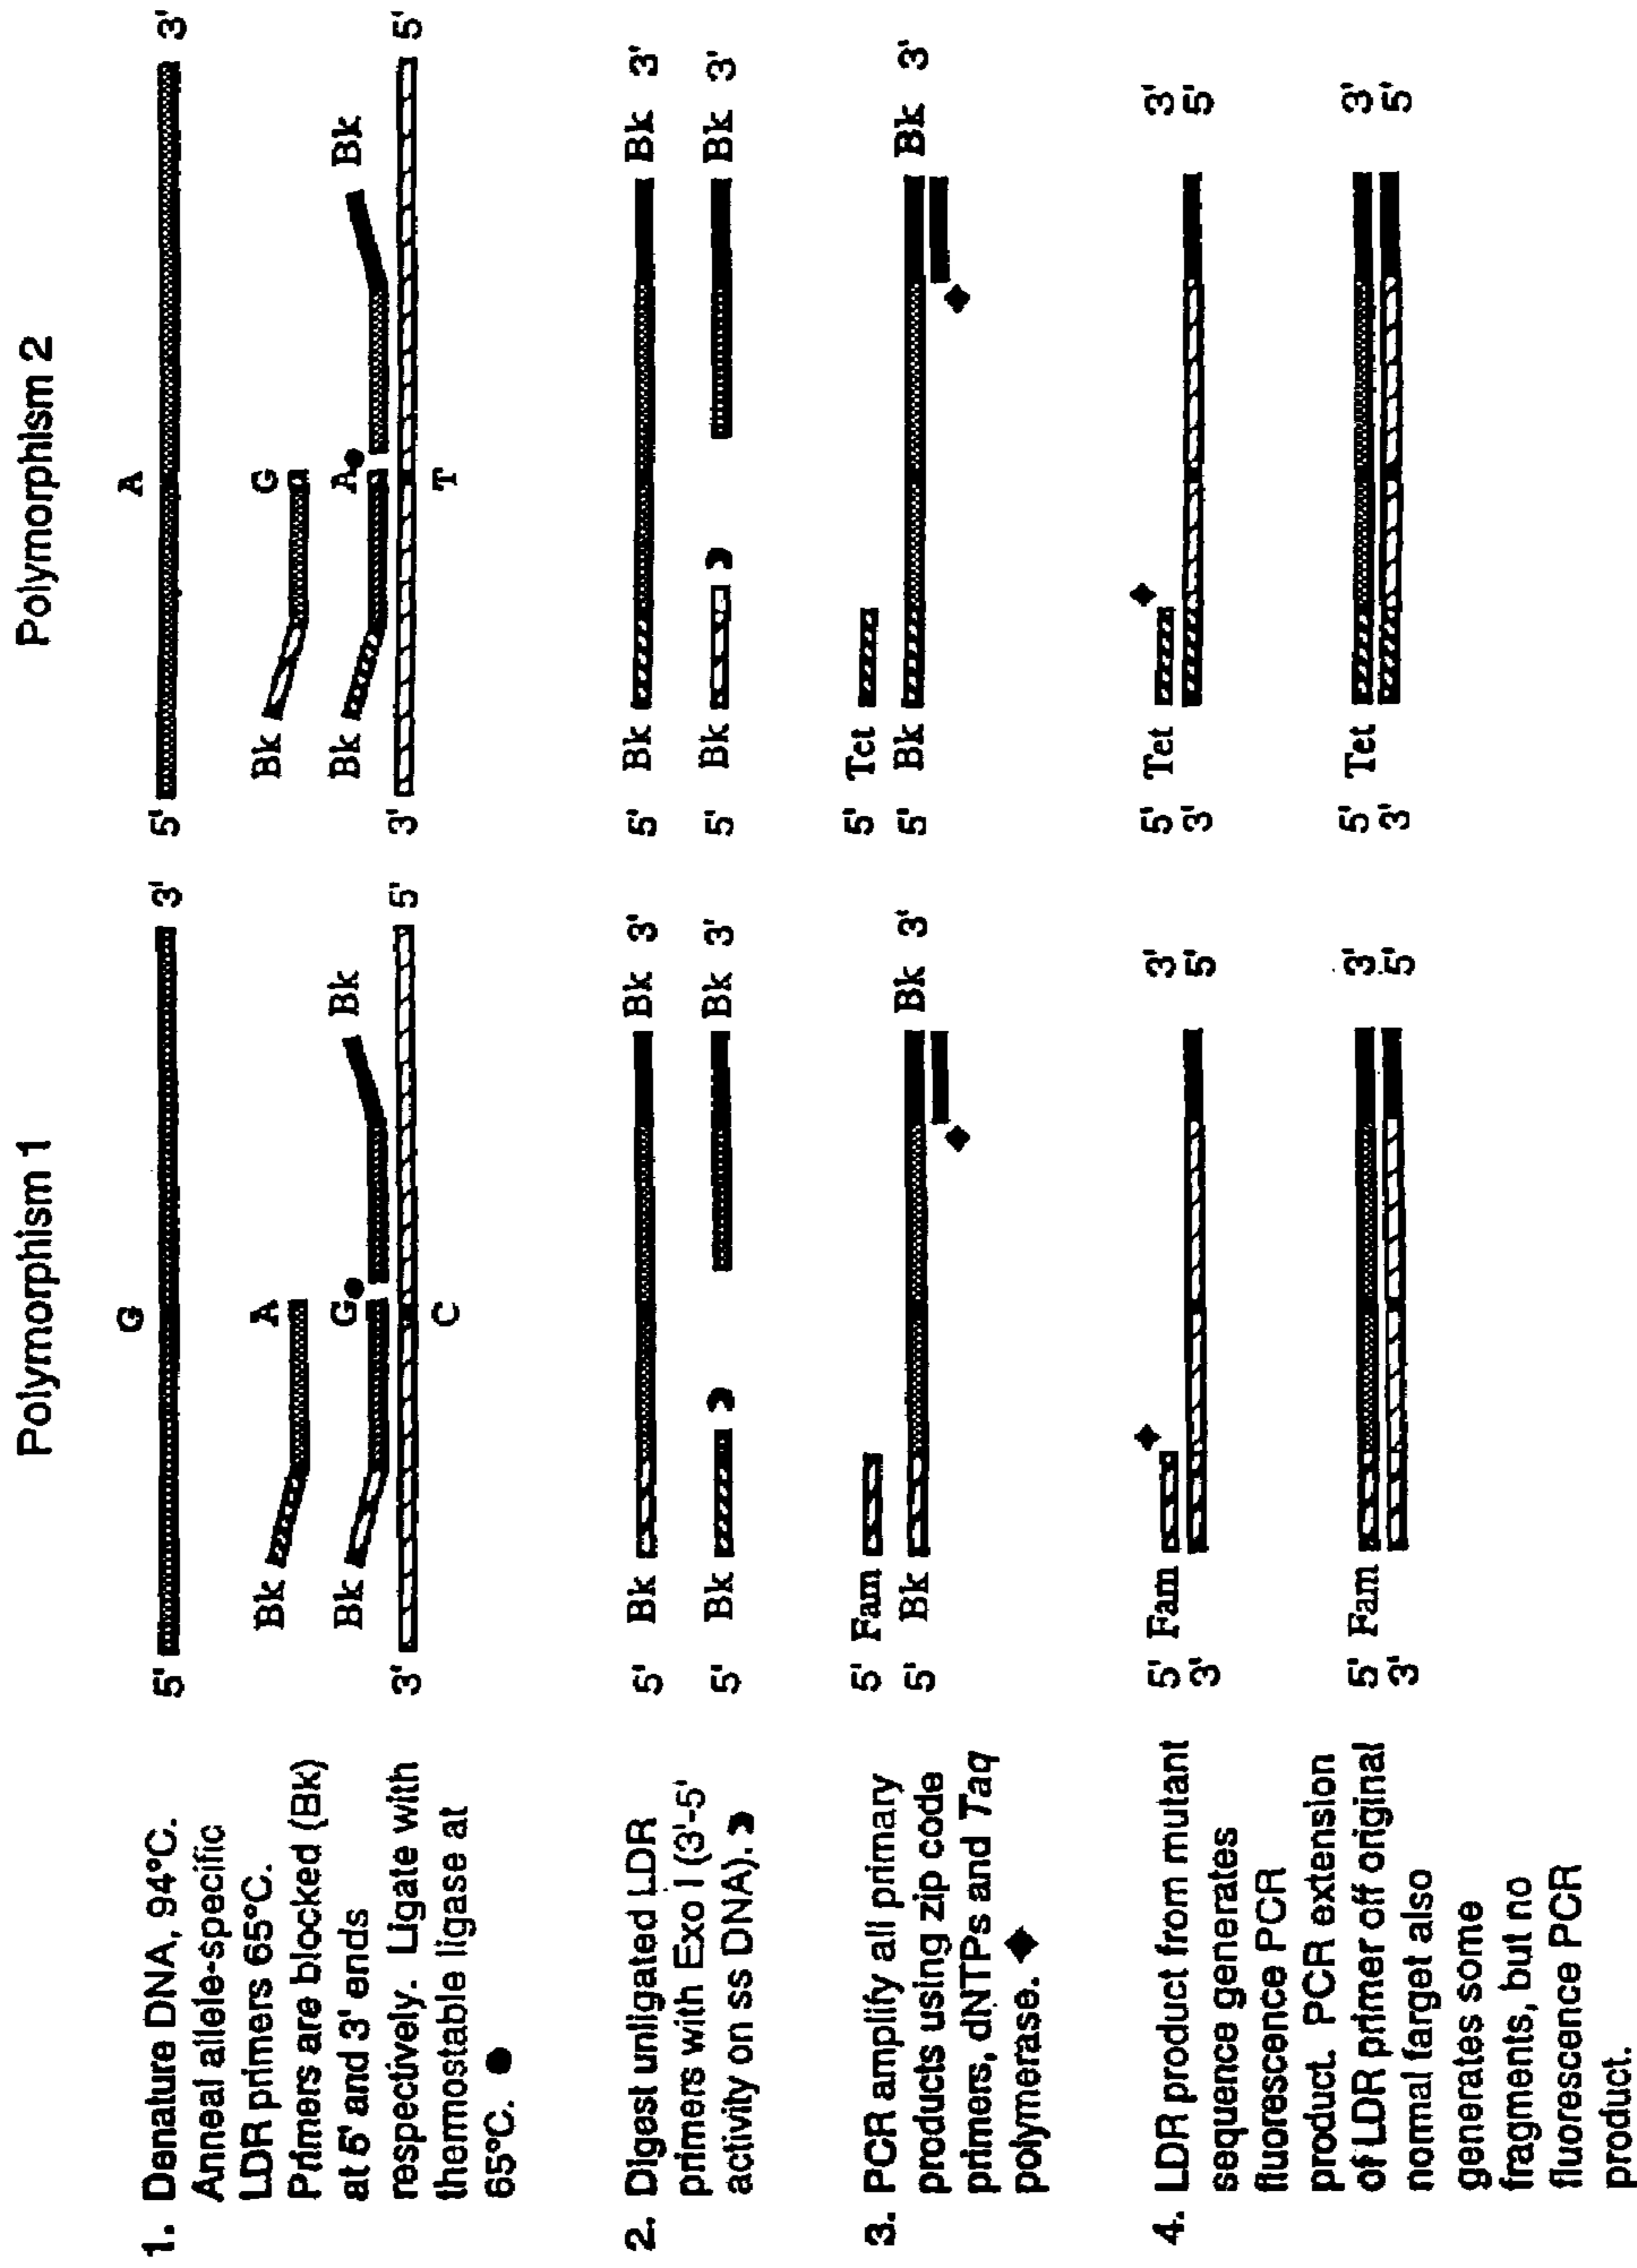 Polymorphism 1 Polymorphism 2
1. Denature DNA, 94°C.
Anneal allele-specific
LDR primers 65°C.
Primers are blocked (Bk)
at 5' and 3' ends
respectively. Ligate with
thermostable ligase at
65°C.
5' G 3'
Bk A
Bk G Bk
3' C 5'
5' A 3'
Bk G
Bk A Bk
3' T 5'
2. Digest unligated LDR
primers with Exo I (3'-5'
activity on ss DNA).
5' Bk Bk 3'
5' Bk Bk 3'
5' Bk Bk 3'
5' Bk Bk 3'
3. PCR amplify all primary
products using zip code
primers, dNTPs and Taq
polymerase.
5' Fam
5' Bk Bk 3'
5' Tet
5' Bk Bk 3'
4. LDR product from mutant
sequence generates
fluorescence PCR
product. PCR extension
of LDR primer off original
normal target also
generates some
fragments, but no
fluorescence PCR
product.
5' Fam 3'
3' 5'
5' Tet 3'
3' 5'
5' Fam 3'
3' 5'
5' Tet 3'
3' 5'